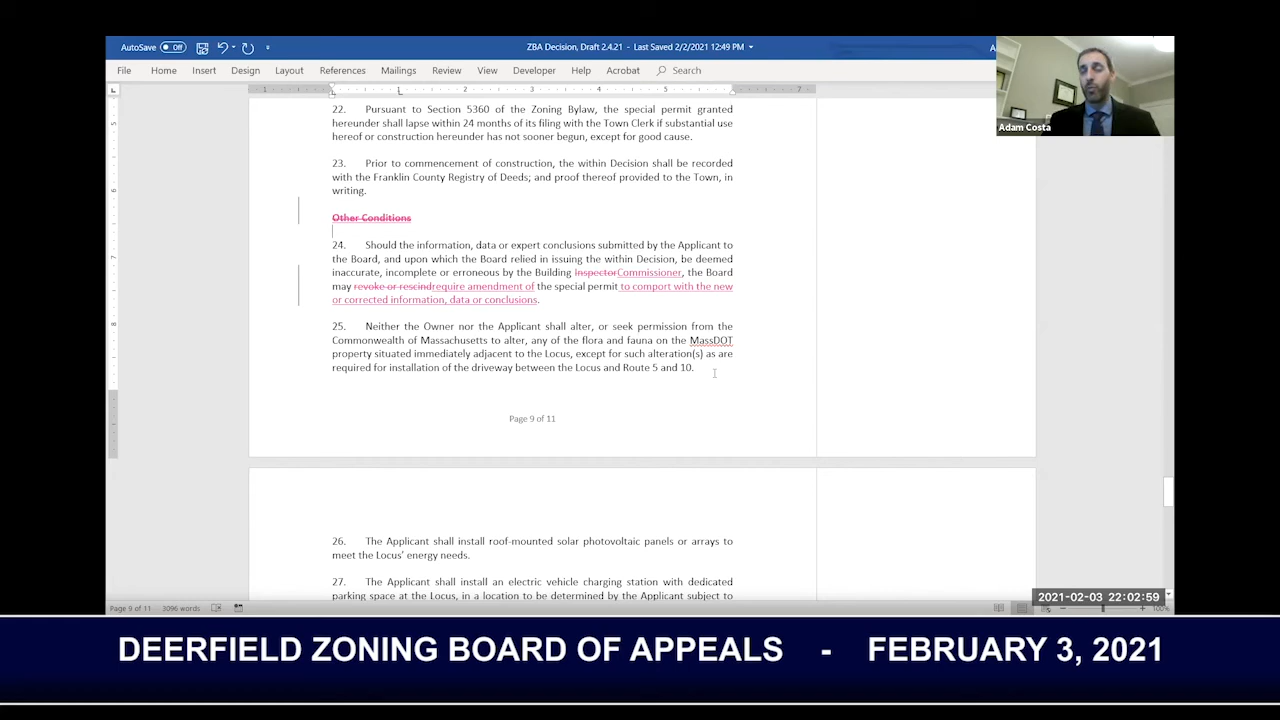 AutoSave Off
ZBA Decision, Draft 2.4.21 - Last Saved 2/2/2021 12:49 PM
File Home Insert Design Layout References Mailings Review View Developer Help Acrobat Search
Adam Costa
1 1 2 3 4 5 7
22. Pursuant to Section 5360 of the Zoning Bylaw, the special permit granted
hereunder shall lapse within 24 months of its filing with the Town Clerk if substantial use
hereof or construction hereunder has not sooner begun, except for good cause.
23. Prior to commencement of construction, the within Decision shall be recorded
with the Franklin County Registry of Deeds; and proof thereof provided to the Town, in
writing.
Other Conditions
24. Should the information, data or expert conclusions submitted by the Applicant to
the Board, and upon which the Board relied in issuing the within Decision, be deemed
inaccurate, incomplete or erroneous by the Building InspectorCommissioner, the Board
may revoke or rescindrequire amendment of the special permit to comport with the new
or corrected information, data or conclusions.
25. Neither the Owner nor the Applicant shall alter, or seek permission from the
Commonwealth of Massachusetts to alter, any of the flora and fauna on the MassDOT
property situated immediately adjacent to the Locus, except for such alteration(s) as are
required for installation of the driveway between the Locus and Route 5 and 10.
Page 9 of 11
26. The Applicant shall install roof-mounted solar photovoltaic panels or arrays to
meet the Locus' energy needs.
27. The Applicant shall install an electric vehicle charging station with dedicated
parking space at the Locus, in a location to be determined by the Applicant subject to
Page 9 of 11 3096 words
2021-02-03 22:02:59
100%
DEERFIELD ZONING BOARD OF APPEALS - FEBRUARY 3, 2021